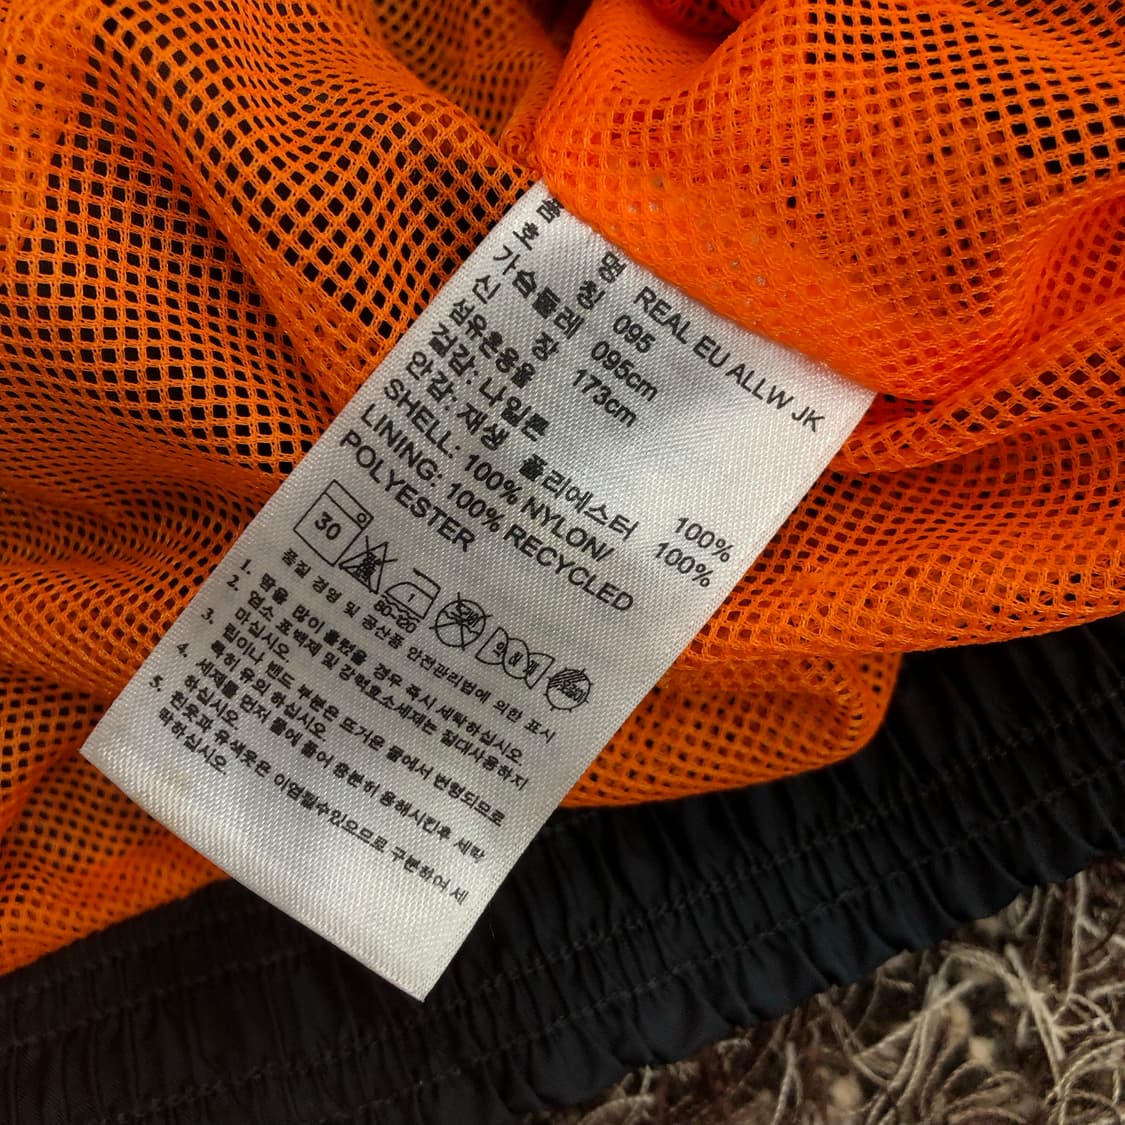 품 명 REAL EU ALLW JK
호 칭 095
가슴둘레 095cm
신 장 173cm
섬유혼용율
겉감: 나일론 100%
안감: 재생 폴리에스터 100%
SHELL: 100% NYLON/
LINING: 100% RECYCLED
POLYESTER
30
80~120
품질 경영 및 공산품 안전관리법에 의한 표시
1. 땀을 많이 흘렸을 경우 즉시 세탁하십시오.
2. 염소 표백제 및 강력효소세제는 절대사용하지
마십시오.
3. 립이나 밴드 부분은 뜨거운 물에서 변형되므로
특히 유의 하십시오.
4. 세제를 먼저 물에 풀어 충분히 용해시킨후 세탁
하십시오.
5. 흰옷과 유색옷은 이염될수있으므로 구분하여 세
탁하십시오.